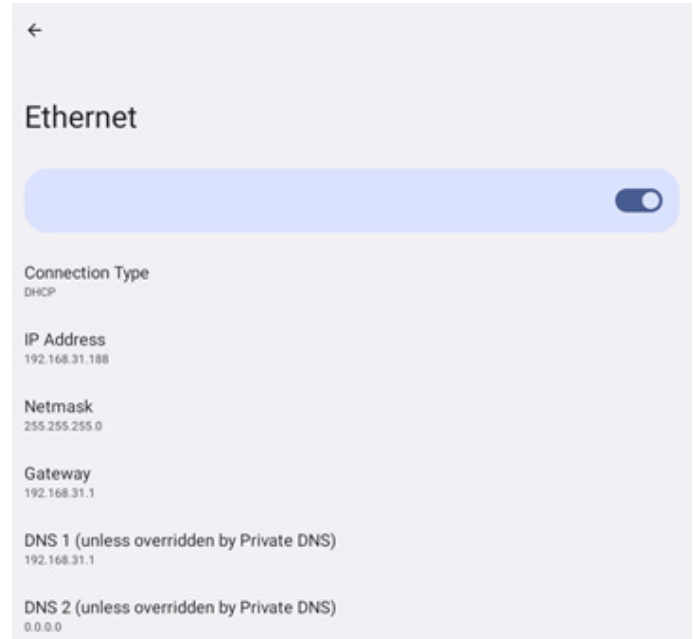 Ethernet
Connection Type
DHCP
IP Address
192.168.31.188
Netmask
255.255.255.0
Gateway
192.168.31.1
DNS 1 (unless overridden by Private DNS)
192.168.31.1
DNS 2 (unless overridden by Private DNS)
0.0.0.0